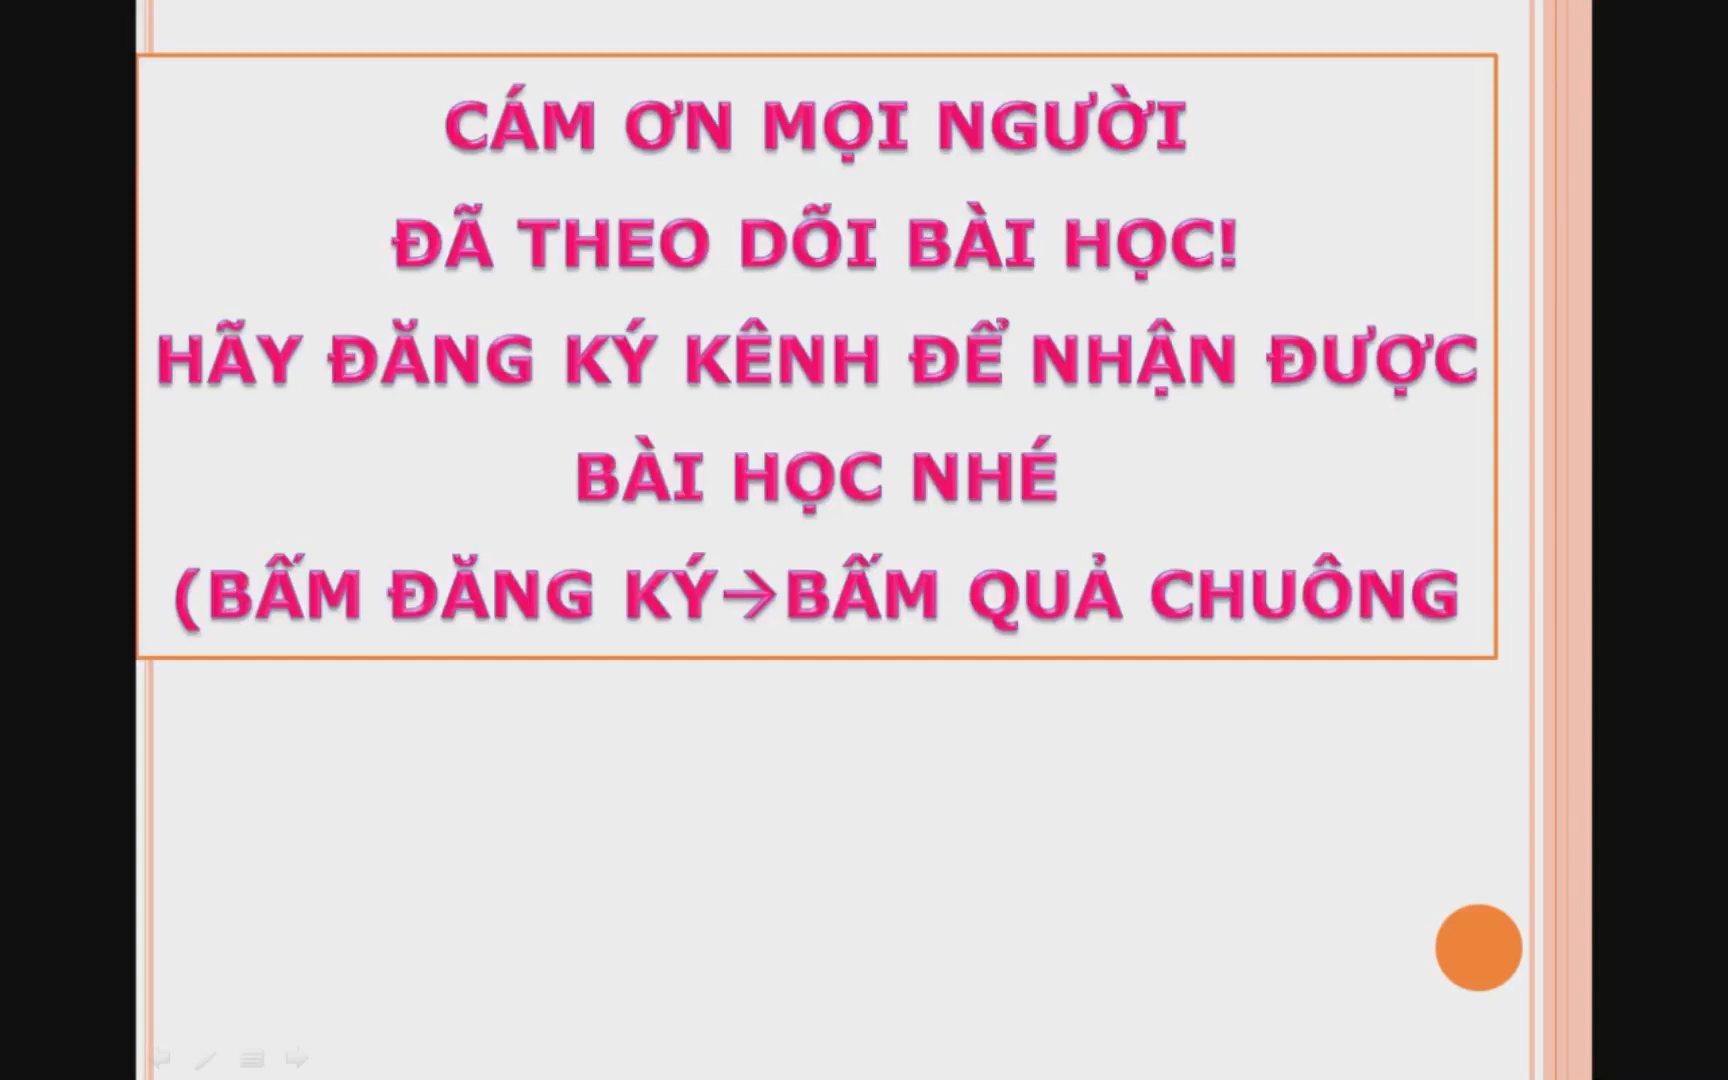 CÁM ƠN MỌI NGƯỜI
ĐÃ THEO DÕI BÀI HỌC!
HÃY ĐĂNG KÝ KÊNH ĐỂ NHẬN ĐƯỢC
BÀI HỌC NHÉ
(BẤM ĐĂNG KÝ→BẤM QUẢ CHUÔNG